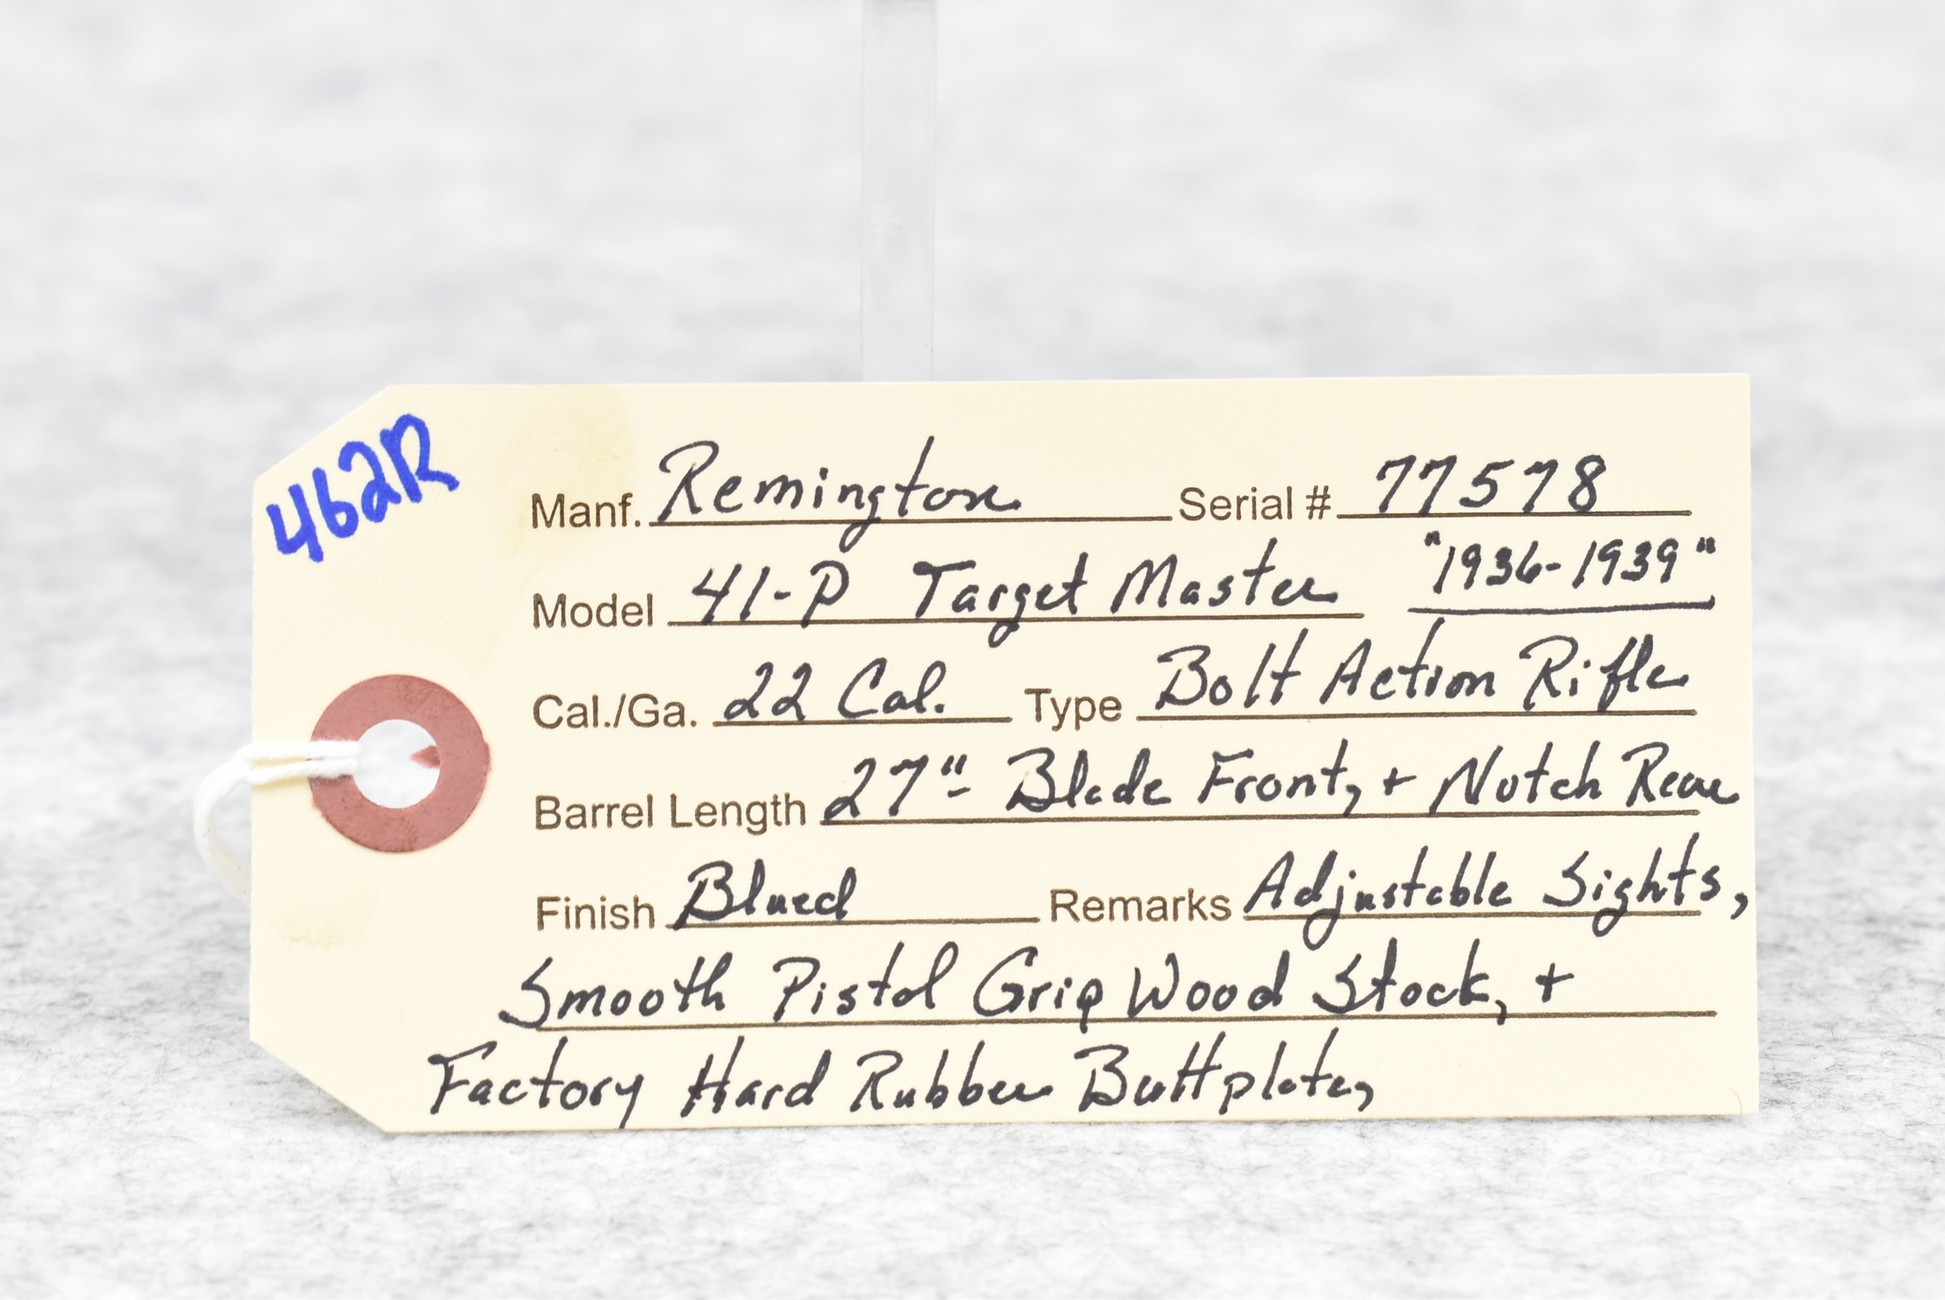 462R
Manf. Remington Serial # 77578
Model 41-P Target Master "1936-1939"
Cal./Ga. 22 Cal. Type Bolt Action Rifle
Barrel Length 27" Blade Front, + Notch Rear
Finish Blued Remarks Adjustable Sights,
Smooth Pistol Grip Wood Stock, +
Factory Hard Rubber Buttplate,